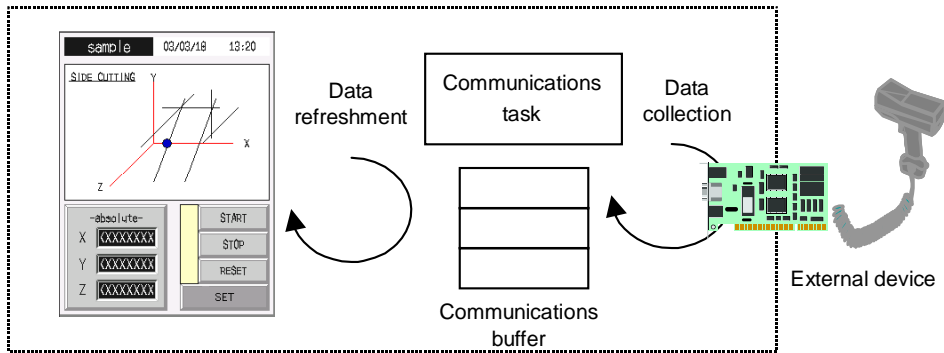 sample 03/03/18 13:20
SIDE CUTTING
Y
X
Z
-absolute-
X XXXXXXXX
Y XXXXXXXX
Z XXXXXXXX
START
STOP
RESET
SET
Data
refreshment
Communications
task
Communications
buffer
Data
collection
External device